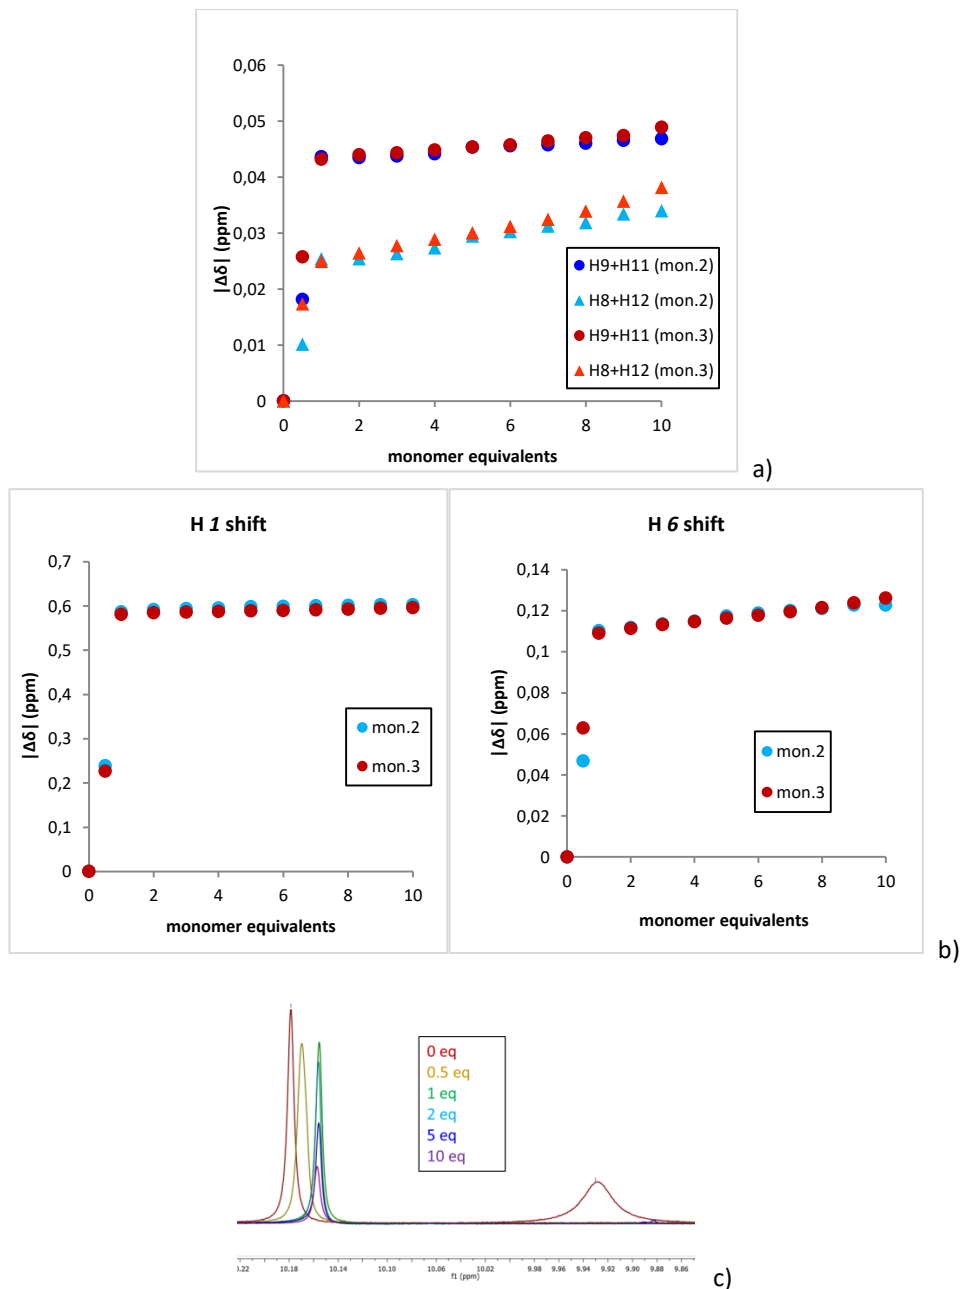 0,06
0,05
0,04
0,03
0,02
0,01
0
|Δδ| (ppm)
H9+H11 (mon.2)
H8+H12 (mon.2)
H9+H11 (mon.3)
H8+H12 (mon.3)
0 2 4 6 8 10
monomer equivalents
a)
H 1 shift
0,7
0,6
0,5
0,4
0,3
0,2
0,1
0
|Δδ| (ppm)
mon.2
mon.3
0 2 4 6 8 10
monomer equivalents
H 6 shift
0,14
0,12
0,1
0,08
0,06
0,04
0,02
0
|Δδ| (ppm)
mon.2
mon.3
0 2 4 6 8 10
monomer equivalents
b)
0 eq
0.5 eq
1 eq
2 eq
5 eq
10 eq
0.22 10.18 10.14 10.10 10.06 10.02 9.98 9.96 9.94 9.92 9.90 9.88 9.86
f1 (ppm)
c)